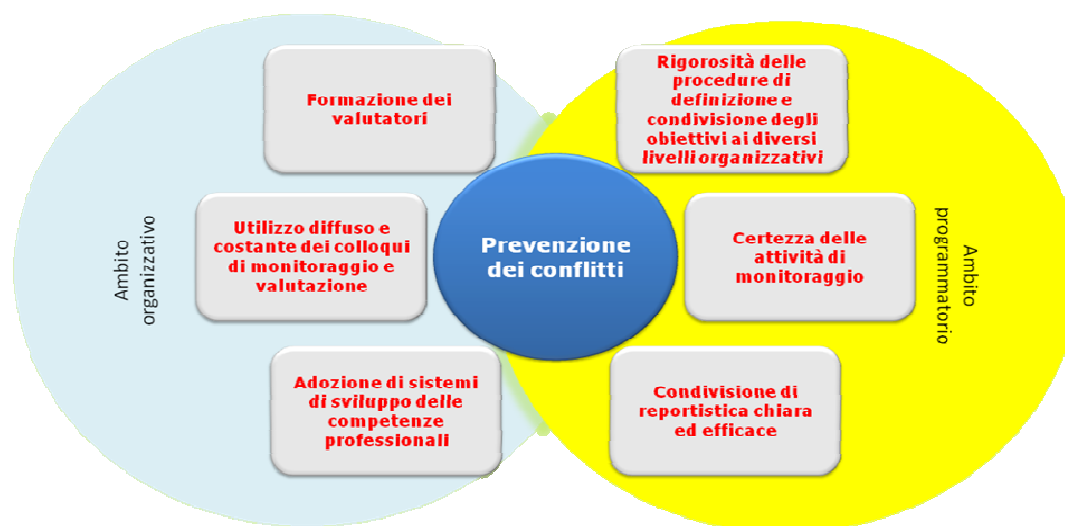 Formazione dei
valutatori
Rigorosità delle
procedure di
definizione e
condivisione degli
obiettivi ai diversi
livelli organizzativi
Ambito
organizzativo
Utilizzo diffuso e
costante dei colloqui
di monitoraggio e
valutazione
Prevenzione
dei conflitti
Certezza delle
attività di
monitoraggio
Ambito
programmatorio
Adozione di sistemi
di sviluppo delle
competenze
professionali
Condivisione di
reportistica chiara
ed efficace